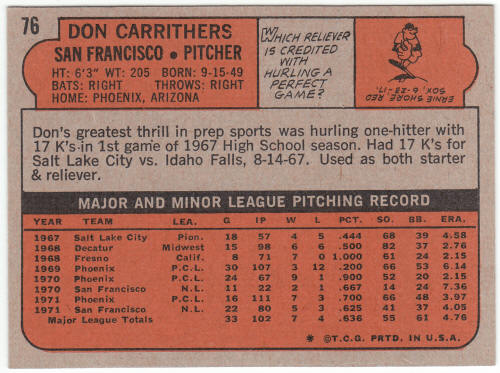 76
DON CARRITHERS
SAN FRANCISCO • PITCHER
HT: 6'3" WT: 205 BORN: 9-15-49
BATS: RIGHT THROWS: RIGHT
HOME: PHOENIX, ARIZONA
WHICH RELIEVER
IS CREDITED
WITH
HURLING A
PERFECT
GAME?
ERNIE SHORE RED
SOX, 6-23-'17.
Don's greatest thrill in prep sports was hurling one-hitter with
17 K's in 1st game of 1967 High School season. Had 17 K's for
Salt Lake City vs. Idaho Falls, 8-14-67. Used as both starter
& reliever.
MAJOR AND MINOR LEAGUE PITCHING RECORD
YEAR TEAM LEA. G IP W L PCT. SO. BB. ERA.
1967 Salt Lake City Pion. 18 57 4 5 .444 68 39 4.58
1968 Decatur Midwest 15 98 6 6 .500 82 37 2.76
1968 Fresno Calif. 8 71 7 0 1.000 61 24 2.15
1969 Phoenix P.C.L. 30 107 3 12 .200 66 53 6.14
1970 Phoenix P.C.L. 24 67 9 1 .900 52 20 2.15
1970 San Francisco N.L. 11 22 2 1 .667 14 24 7.36
1971 Phoenix P.C.L. 16 111 7 3 .700 66 48 3.97
1971 San Francisco N.L. 22 80 5 3 .625 41 37 4.05
Major League Totals 33 102 7 4 .636 55 61 4.76
* © T.C.G. PRTD. IN U.S.A.